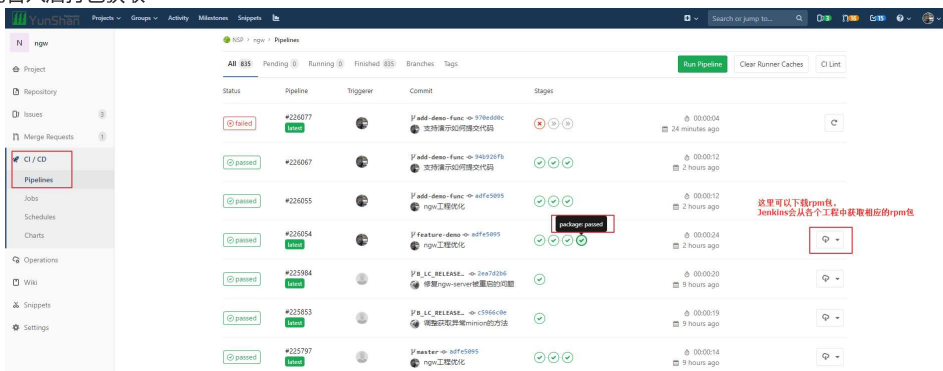 YunShan Projects Groups Activity Milestones Snippets Search or jump to...
N ngw
NSP > ngw > Pipelines
Project
Repository
Issues 3
Merge Requests 1
CI / CD
Pipelines
Jobs
Schedules
Charts
Operations
Wiki
Snippets
Settings
All 835 Pending 0 Running 0 Finished 835 Branches Tags Run Pipeline Clear Runner Caches CI Lint
Status Pipeline Triggerer Commit Stages
failed #226077 latest add-demo-func 970edd0c 00:00:04
支持演示如何提交代码 24 minutes ago
passed #226067 add-demo-func 94b926fb 00:00:12
支持演示如何提交代码 2 hours ago
passed #226055 add-demo-func adfe5095 00:00:12
ngw工程优化 2 hours ago
这里可以下载rpm包,
Jenkins会从各个工程中获取相应的rpm包
package: passed
passed #226054 latest feature-demo adfe5095 00:00:24
ngw工程优化 2 hours ago
passed #225984 latest B_LC_RELEASE… 2ea7d2b6 00:00:20
修复ngw-server被重启的问题 9 hours ago
passed #225853 latest B_LC_RELEASE… c5966c0e 00:00:19
调整获取异常minion的方法 9 hours ago
passed #225797 latest master adfe5095 00:00:14
ngw工程优化 9 hours ago